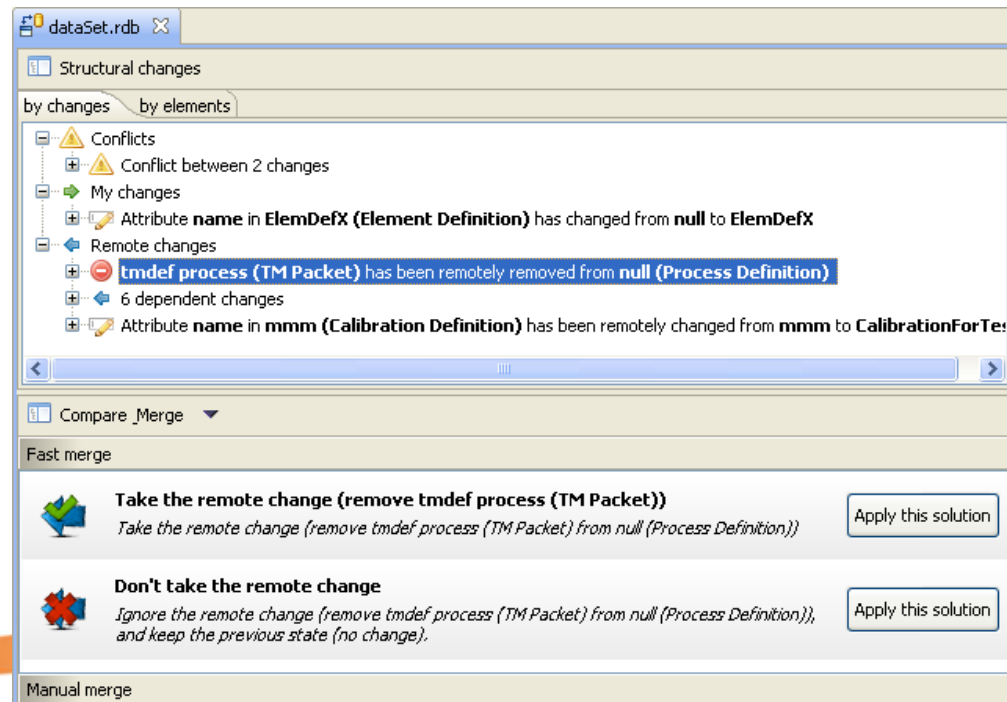 dataSet.rdb
Structural changes
by changes by elements
Conflicts
Conflict between 2 changes
My changes
Attribute name in ElemDefX (Element Definition) has changed from null to ElemDefX
Remote changes
tmdef process (TM Packet) has been remotely removed from null (Process Definition)
6 dependent changes
Attribute name in mmm (Calibration Definition) has been remotely changed from mmm to CalibrationForTes
Compare_Merge
Fast merge
Take the remote change (remove tmdef process (TM Packet))
Take the remote change (remove tmdef process (TM Packet) from null (Process Definition))
Apply this solution
Don't take the remote change
Ignore the remote change (remove tmdef process (TM Packet) from null (Process Definition)),
and keep the previous state (no change).
Apply this solution
Manual merge